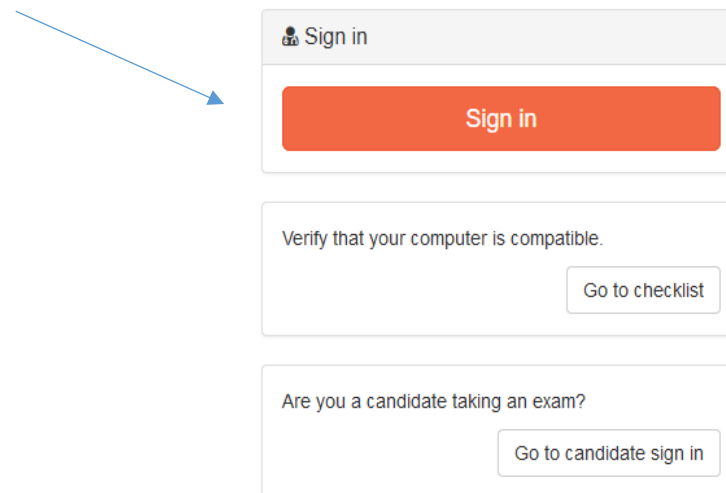 Sign in
Sign in
Verify that your computer is compatible.
Go to checklist
Are you a candidate taking an exam?
Go to candidate sign in